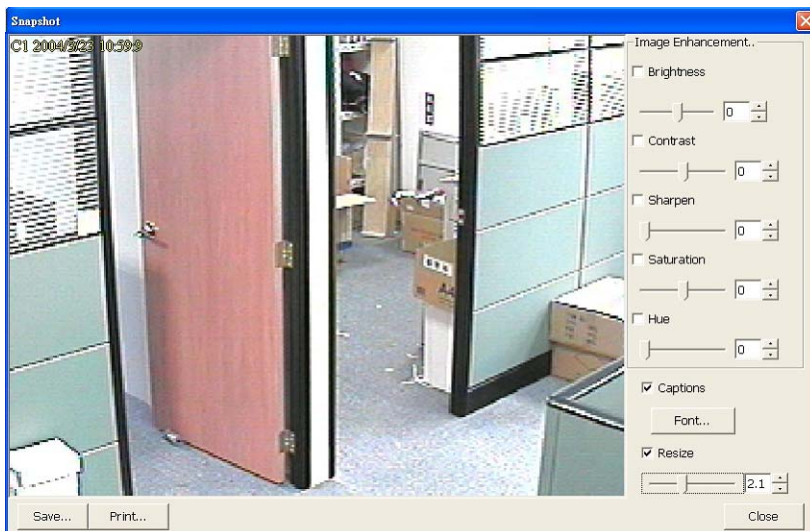 Snapshot
C1 2004/3/23 10:59:9
Image Enhancement..
Brightness
0
Contrast
0
Sharpen
0
Saturation
0
Hue
0
Captions
Font...
Resize
2.1
Save...
Print...
Close
A4